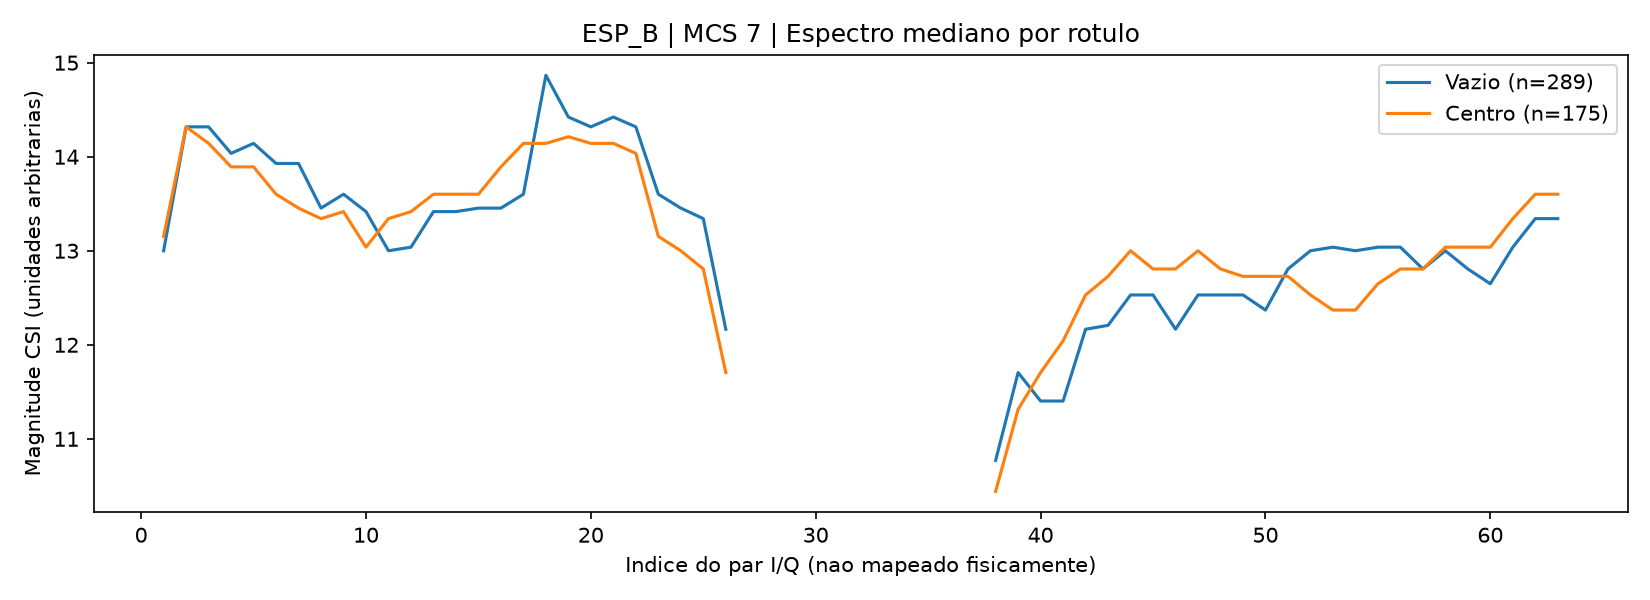 ESP_B | MCS 7 | Espectro mediano por rotulo
Magnitude CSI (unidades arbitrarias)
15
14
13
12
11
Vazio (n=289)
Centro (n=175)
0 10 20 30 40 50 60
Indice do par I/Q (nao mapeado fisicamente)